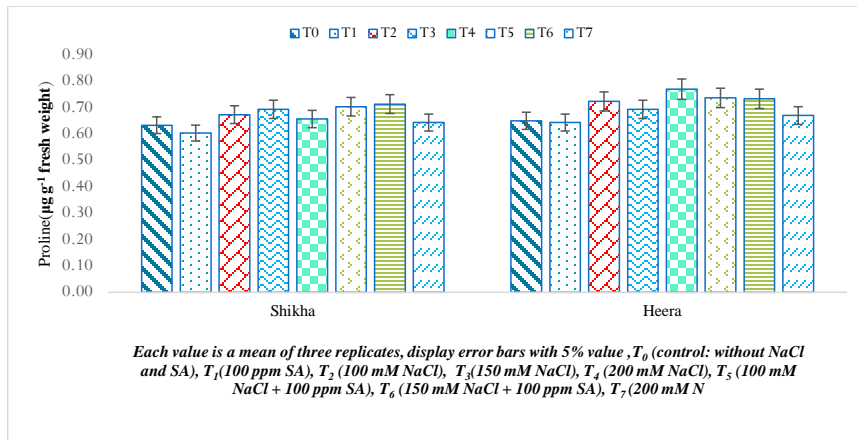 T0 T1 T2 T3 T4 T5 T6 T7
0.90
0.80
0.70
0.60
0.50
0.40
0.30
0.20
0.10
0.00
Proline(µg g⁻¹ fresh weight)
Shikha Heera
Each value is a mean of three replicates, display error bars with 5% value ,T₀ (control: without NaCl
and SA), T₁(100 ppm SA), T₂ (100 mM NaCl), T₃(150 mM NaCl), T₄ (200 mM NaCl), T₅ (100 mM
NaCl + 100 ppm SA), T₆ (150 mM NaCl + 100 ppm SA), T₇ (200 mM N